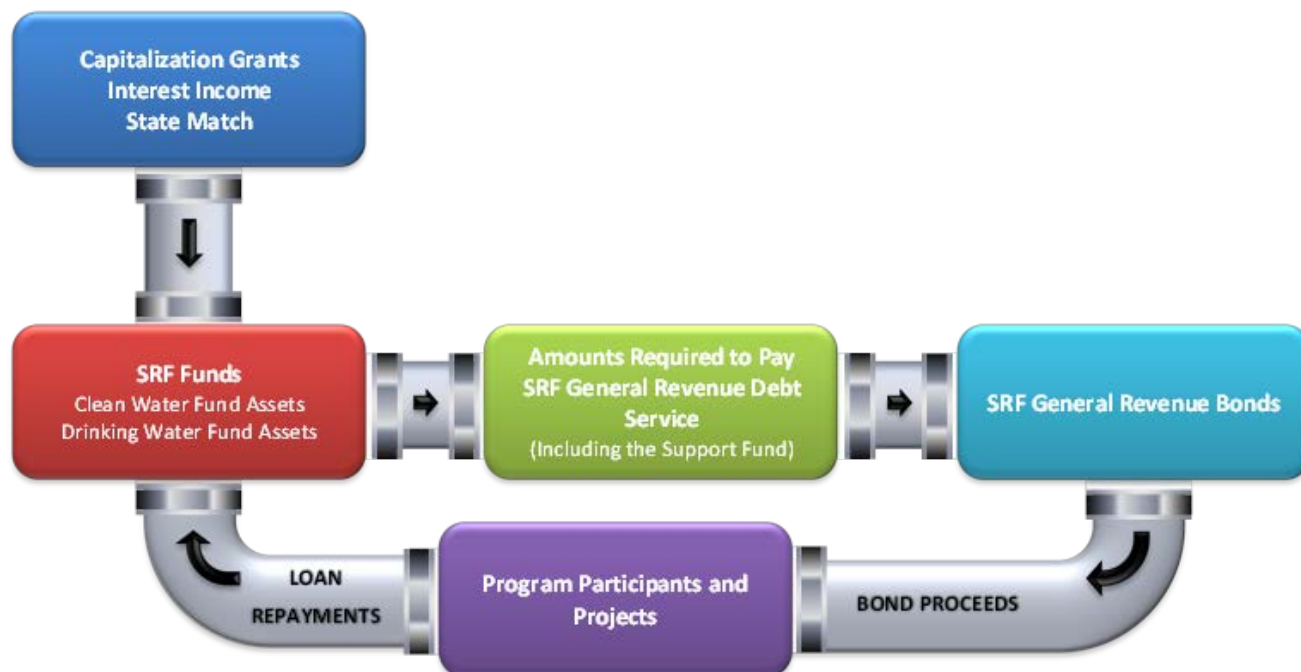 Capitalization Grants
Interest Income
State Match
SRF Funds
Clean Water Fund Assets
Drinking Water Fund Assets
Amounts Required to Pay
SRF General Revenue Debt
Service
(Including the Support Fund)
SRF General Revenue Bonds
LOAN
REPAYMENTS
Program Participants and
Projects
BOND PROCEEDS